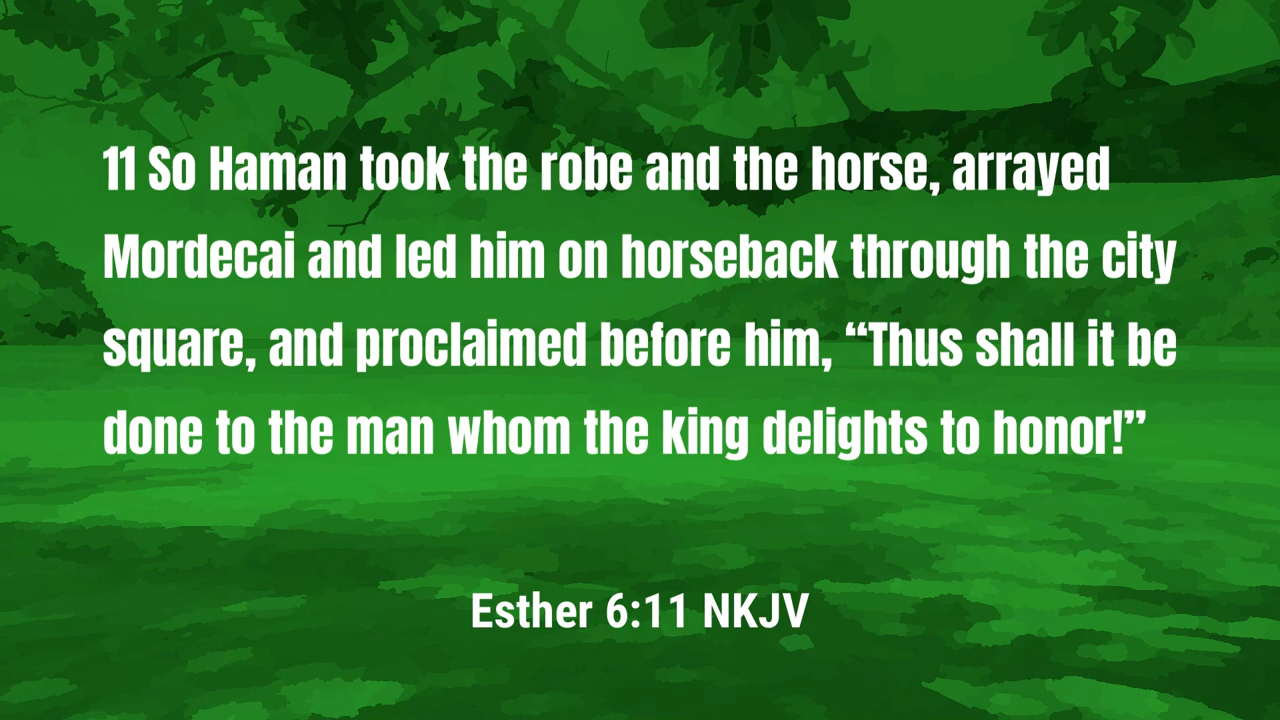 11 So Haman took the robe and the horse, arrayed
Mordecai and led him on horseback through the city
square, and proclaimed before him, “Thus shall it be
done to the man whom the king delights to honor!”
Esther 6:11 NKJV